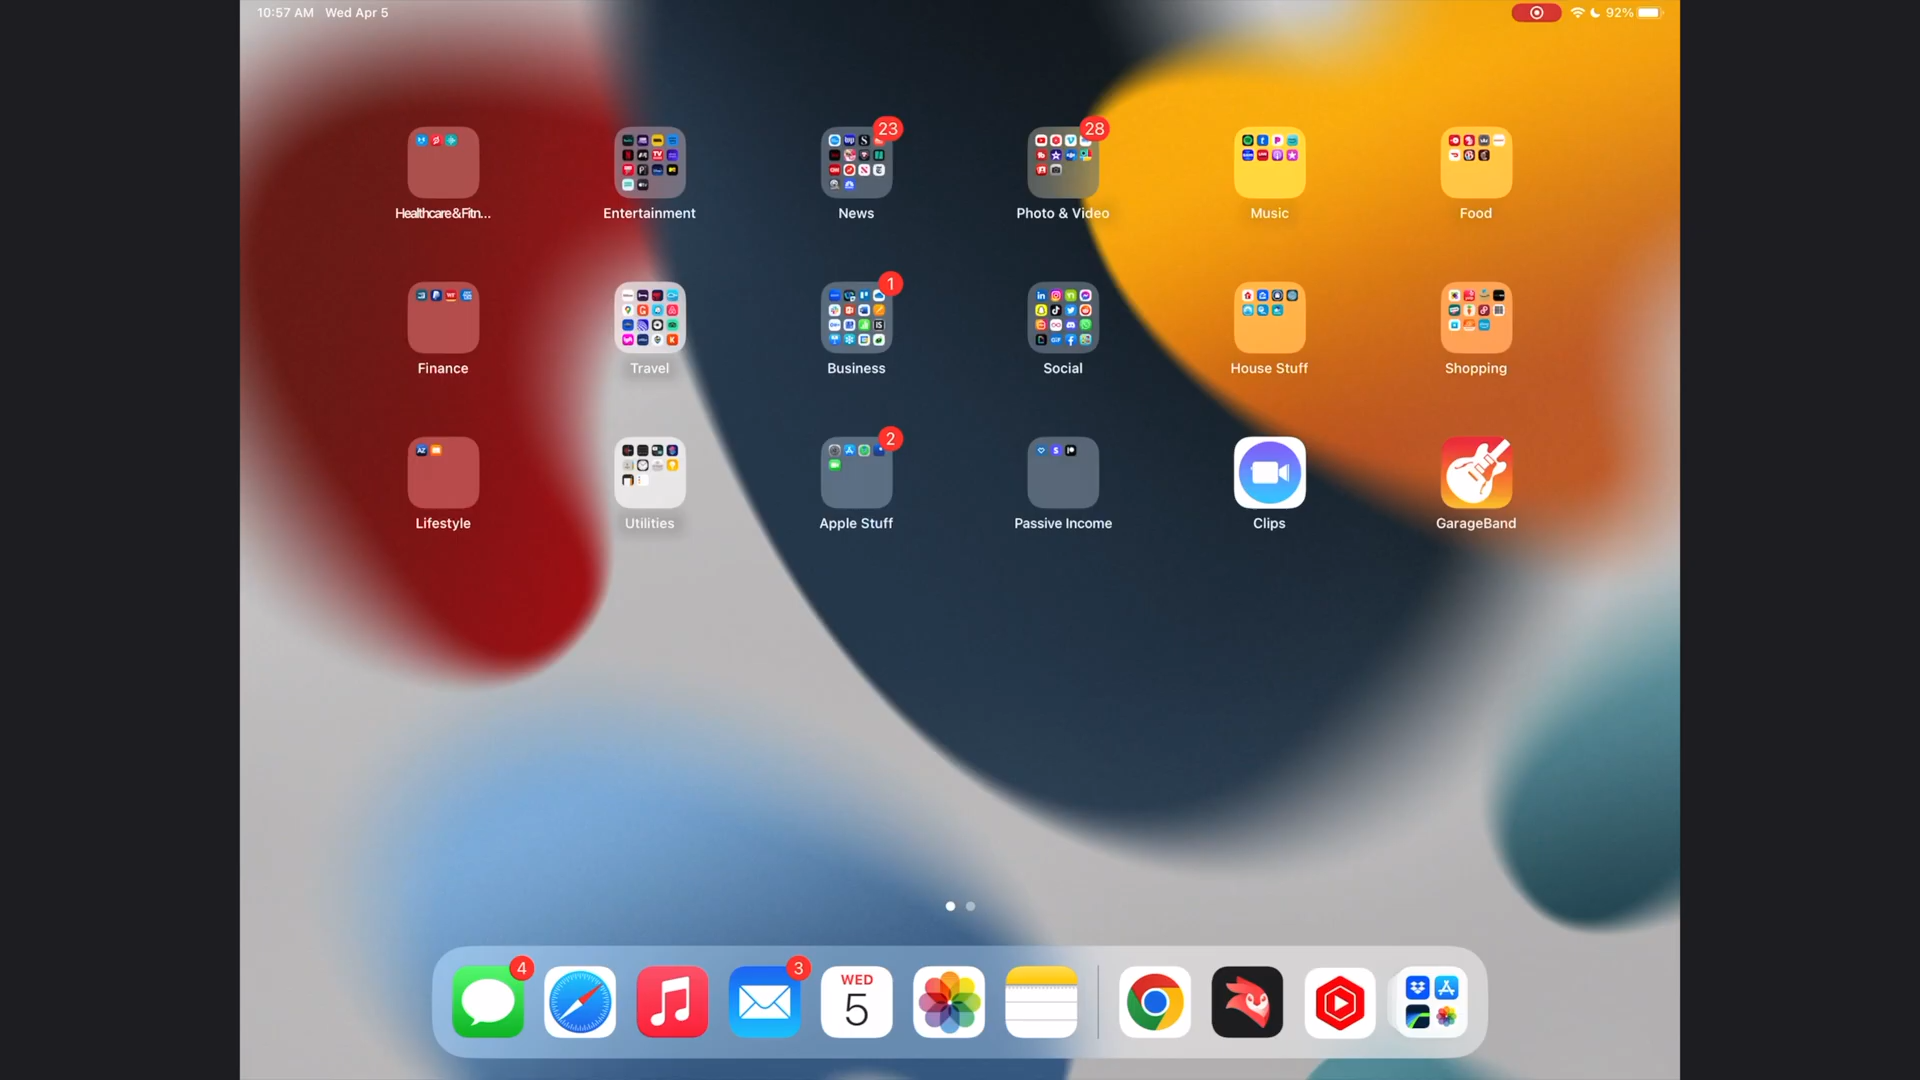 10:57 AM Wed Apr 5
92%
23
28
Healthcare&Fitn...
Entertainment
News
Photo & Video
Music
Food
1
Finance
Travel
Business
Social
House Stuff
Shopping
2
Lifestyle
Utilities
Apple Stuff
Passive Income
Clips
GarageBand
4
3
WED
5